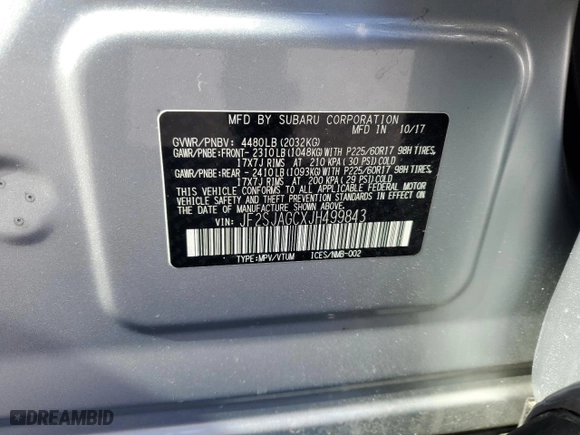 MFD BY SUBARU CORPORATION
MFD IN 10/17
GVWR/PNBV: 4480LB (2032KG)
GAWR/PNBE:FRONT- 2310LB(1048KG)WITH P225/60R17 98H TIRES,
17X7J RIMS AT 210 KPA(30 PSI)COLD
GAWR/PNBE:REAR - 2410LB(1093KG)WITH P225/60R17 98H TIRES,
17X7J RIMS AT 200 KPA(29 PSI)COLD
THIS VEHICLE CONFORMS TO ALL APPLICABLE FEDERAL MOTOR
VEHICLE SAFETY, BUMPER, AND THEFT PREVENTION STANDARDS
IN EFFECT ON THE DATE OF MANUFACTURE SHOWN ABOVE.
VIN: JF2SJAGCXJH499843
TYPE:MPV/VTUM ICES/NMB-002
DREAMBID